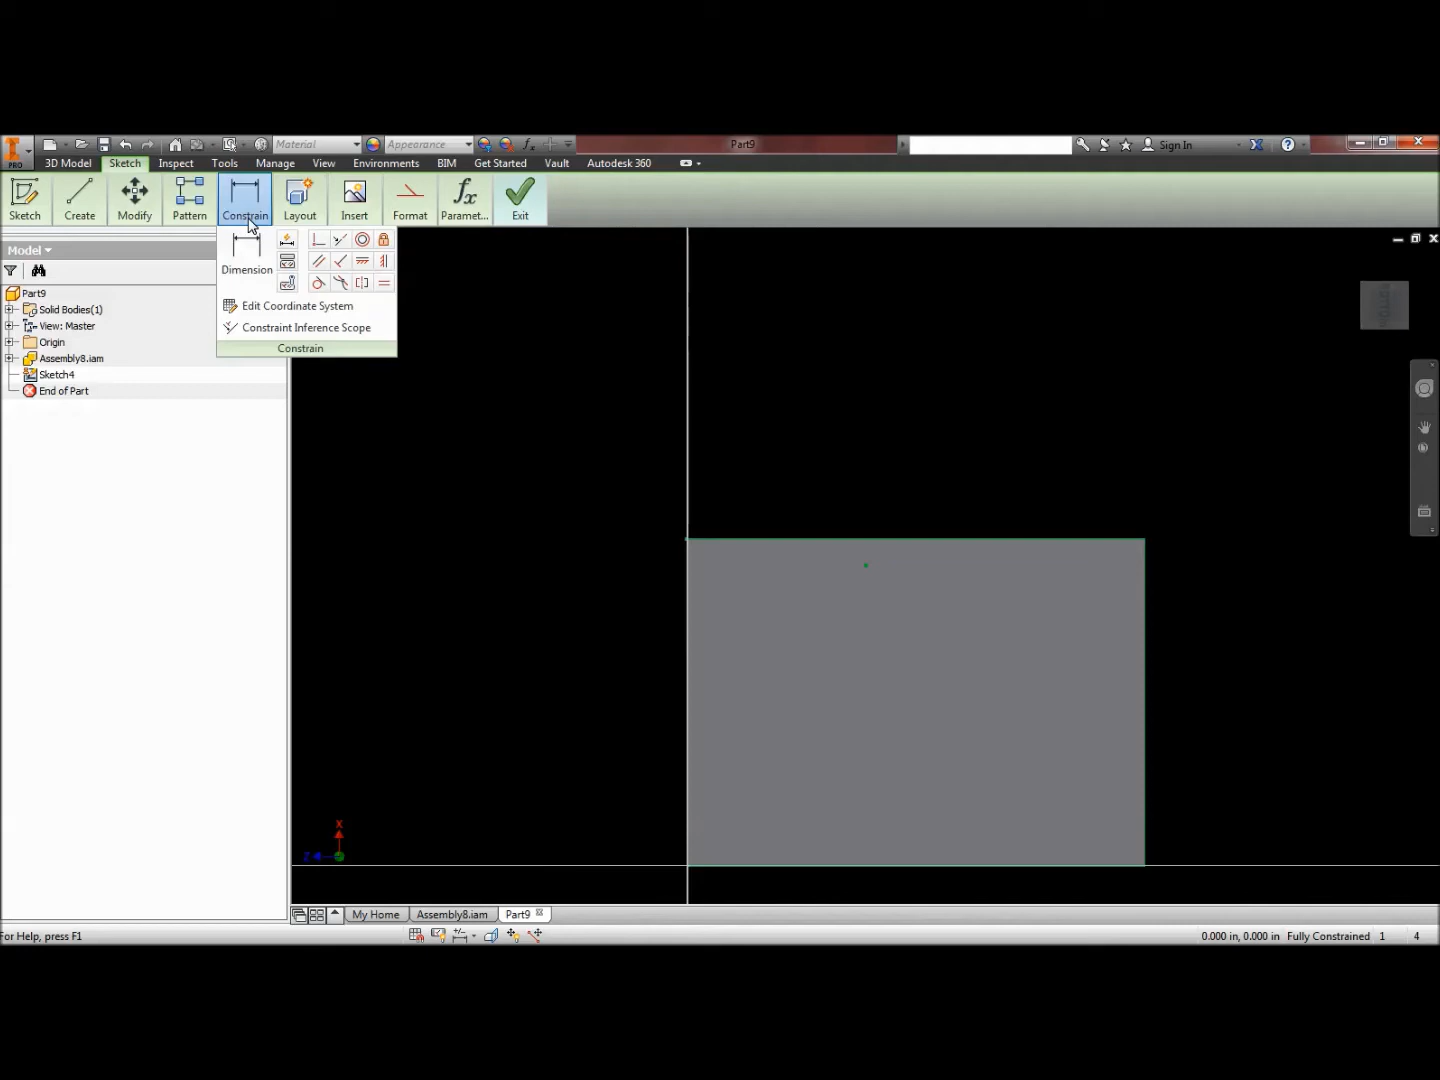 Material
Appearance
Part9
Sign In
PRO
3D Model
Sketch
Inspect
Tools
Manage
View
Environments
BIM
Get Started
Vault
Autodesk 360
Sketch
Create
Modify
Pattern
Constrain
Layout
Insert
Format
Paramet...
Exit
Dimension
Edit Coordinate System
Constraint Inference Scope
Constrain
Model
Part9
Solid Bodies(1)
View: Master
Origin
Assembly8.iam
Sketch4
End of Part
X
Z
My Home
Assembly8.iam
Part9
For Help, press F1
0.000 in, 0.000 in
Fully Constrained
1
4